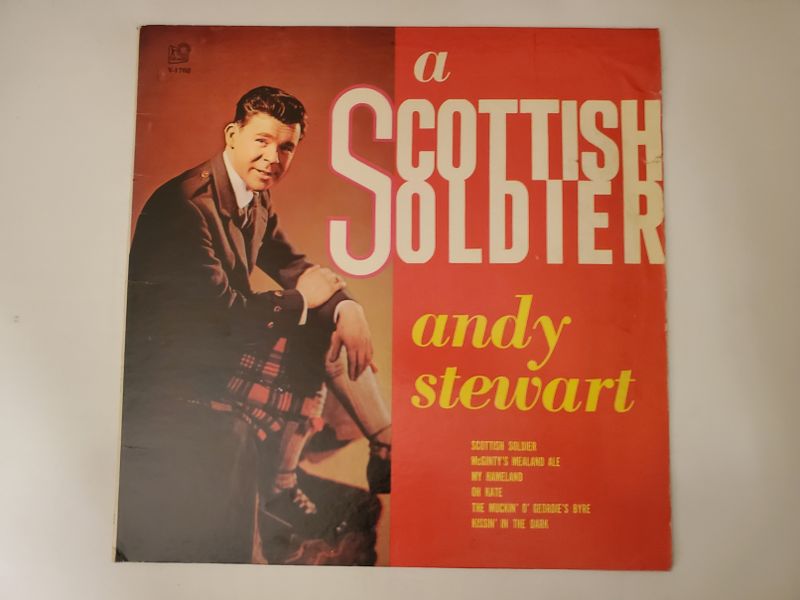 V-1700
a
SCOTTISH
SOLDIER
andy
stewart
SCOTTISH SOLDIER
McGINTY'S MEALAND ALE
MY HAMELAND
OH KATE
THE MUCKIN' O' GEORDIE'S BYRE
KISSIN' IN THE DARK